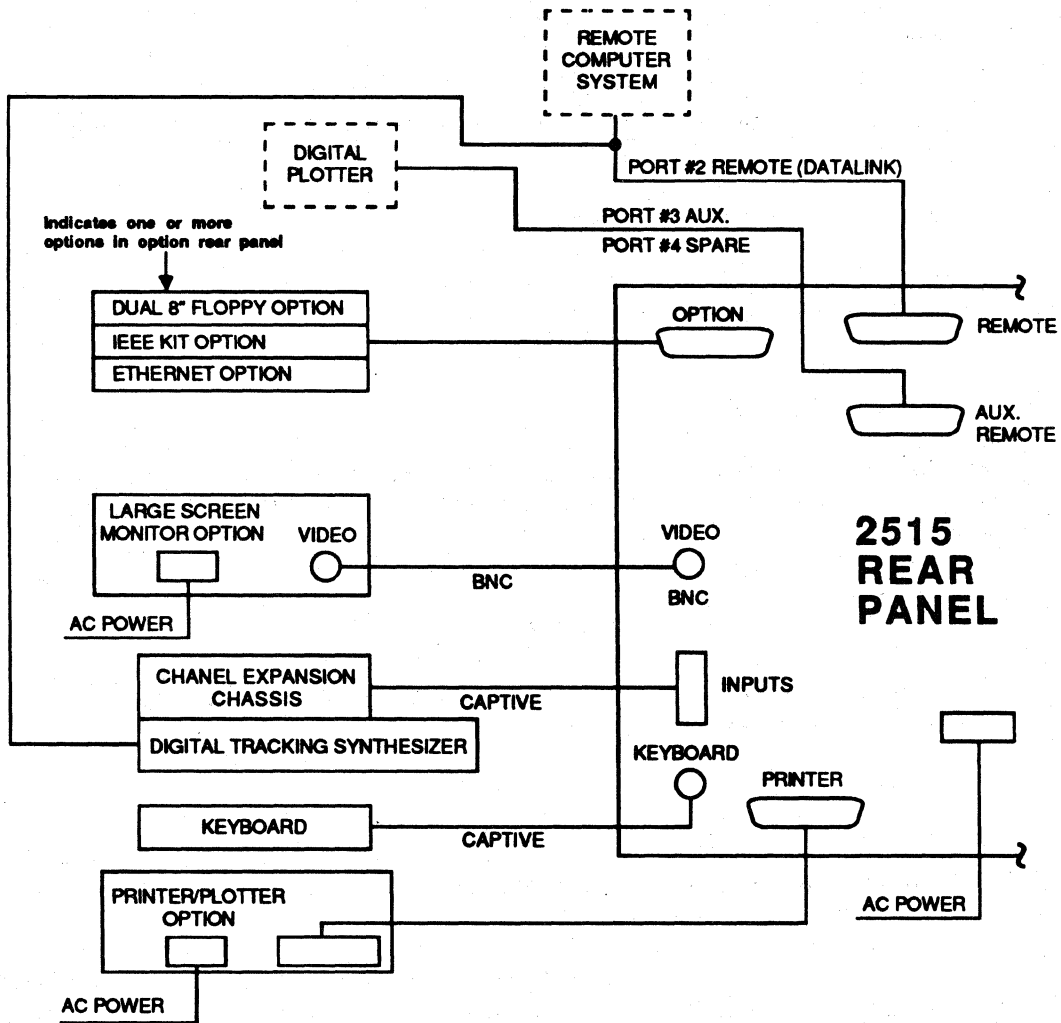 REMOTE
COMPUTER
SYSTEM
DIGITAL
PLOTTER
PORT #2 REMOTE (DATALINK)
PORT #3 AUX.
PORT #4 SPARE
Indicates one or more
options in option rear panel
DUAL 8" FLOPPY OPTION
IEEE KIT OPTION
ETHERNET OPTION
OPTION
REMOTE
AUX.
REMOTE
LARGE SCREEN
MONITOR OPTION
VIDEO
AC POWER
BNC
VIDEO
BNC
2515
REAR
PANEL
CHANEL EXPANSION
CHASSIS
CAPTIVE
INPUTS
DIGITAL TRACKING SYNTHESIZER
KEYBOARD
KEYBOARD
CAPTIVE
PRINTER
AC POWER
PRINTER/PLOTTER
OPTION
AC POWER